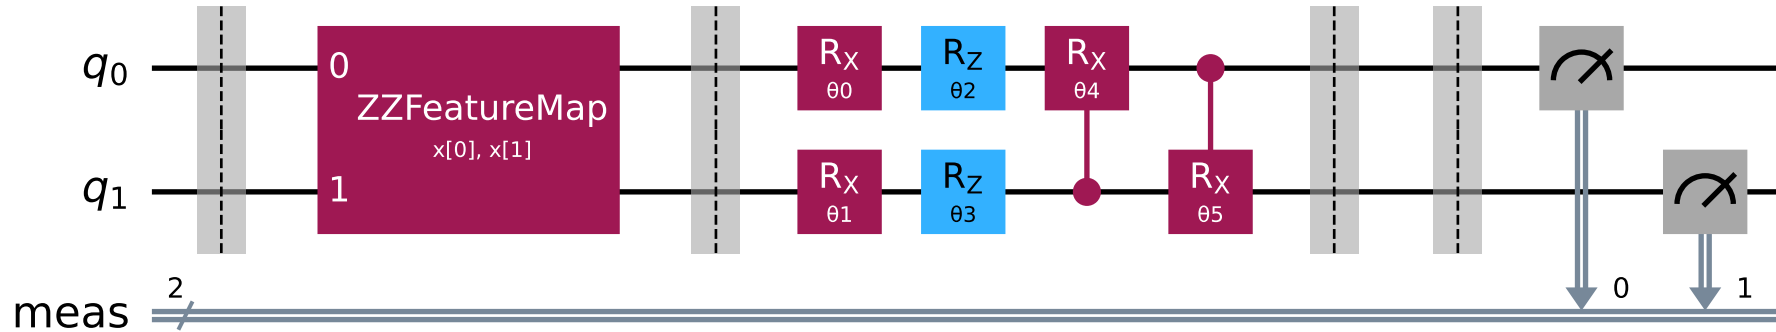 q0
0
ZZFeatureMap
x[0], x[1]
1
RX
θ0
RZ
θ2
RX
θ4
q1
RX
θ1
RZ
θ3
RX
θ5
meas
2
0
1